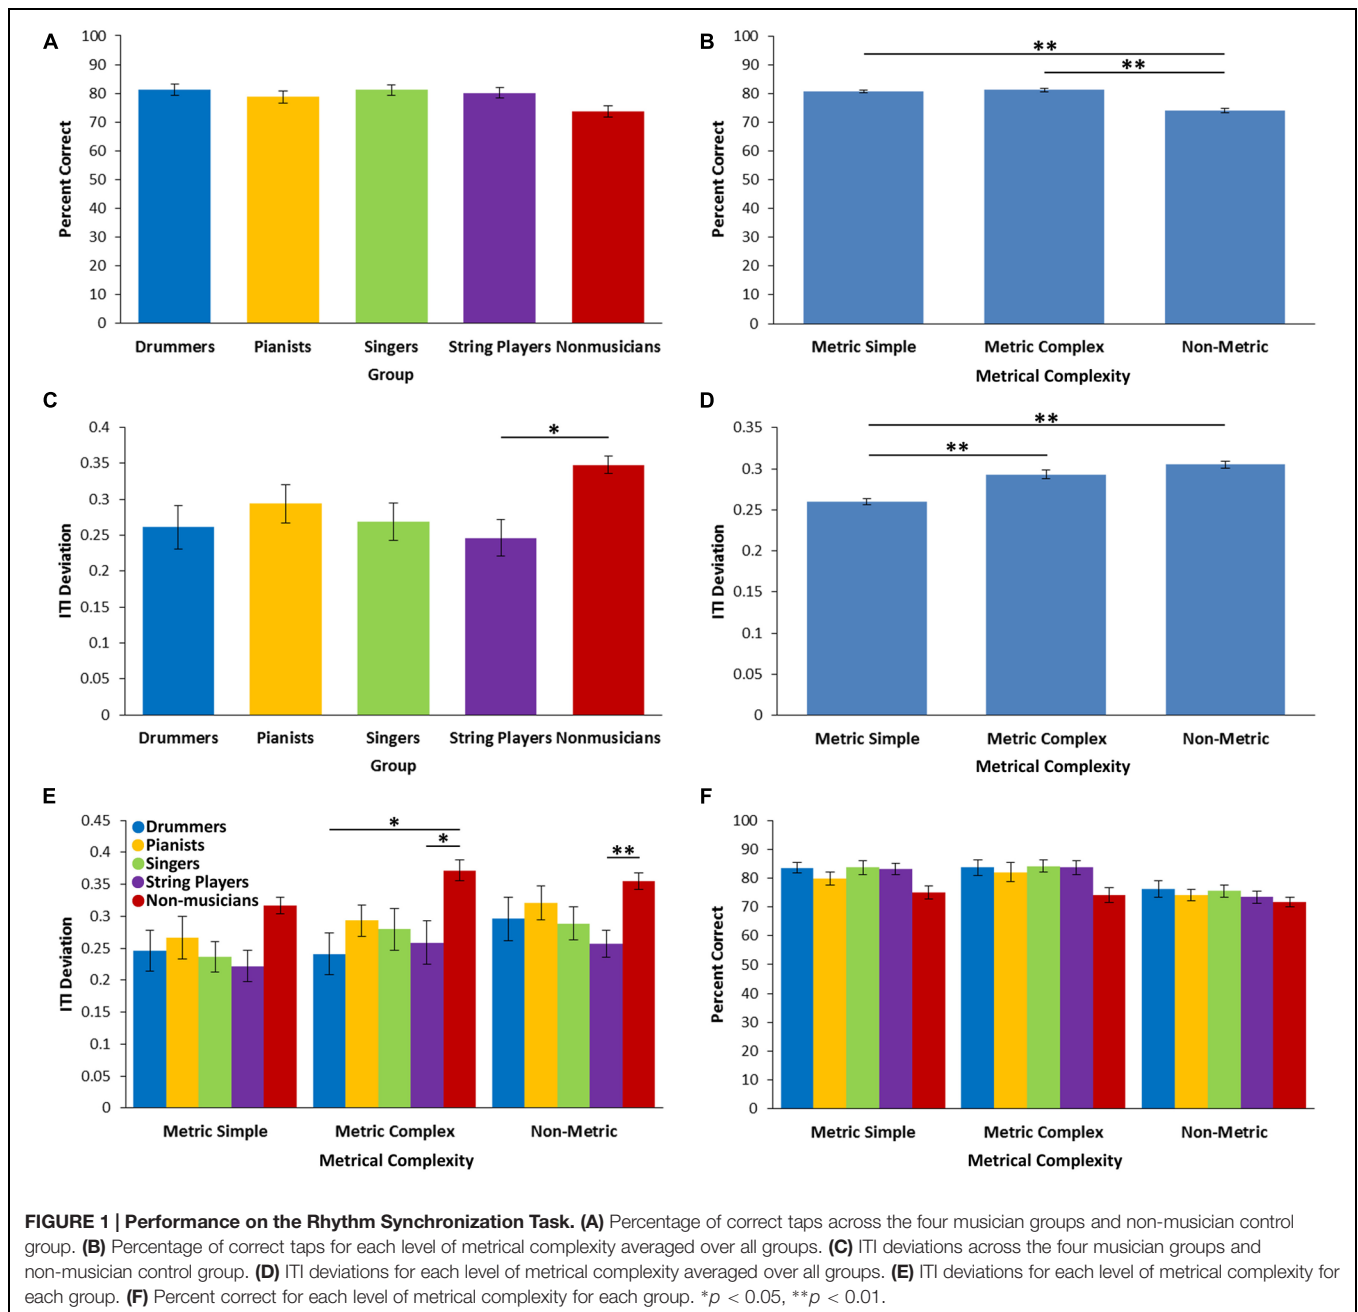 A
100
90
80
70
60
50
40
30
20
10
0
Percent Correct
Drummers Pianists Singers String Players Nonmusicians
Group
B
100
90
80
70
60
50
40
30
20
10
0
Percent Correct
**
**
Metric Simple Metric Complex Non-Metric
Metrical Complexity
C
0.4
0.35
0.3
0.25
0.2
0.15
0.1
0.05
0
ITI Deviation
*
Drummers Pianists Singers String Players Nonmusicians
Group
D
0.35
0.3
0.25
0.2
0.15
0.1
0.05
0
ITI Deviation
**
**
Metric Simple Metric Complex Non-Metric
Metrical Complexity
E
0.45
0.4
0.35
0.3
0.25
0.2
0.15
0.1
0.05
0
ITI Deviation
Drummers
Pianists
Singers
String Players
Non-musicians
*
*
**
Metric Simple Metric Complex Non-Metric
Metrical Complexity
F
100
90
80
70
60
50
40
30
20
10
0
Percent Correct
Metric Simple Metric Complex Non-Metric
Metrical Complexity
FIGURE 1 | Performance on the Rhythm Synchronization Task. (A) Percentage of correct taps across the four musician groups and non-musician control
group. (B) Percentage of correct taps for each level of metrical complexity averaged over all groups. (C) ITI deviations across the four musician groups and
non-musician control group. (D) ITI deviations for each level of metrical complexity averaged over all groups. (E) ITI deviations for each level of metrical complexity for
each group. (F) Percent correct for each level of metrical complexity for each group. *p < 0.05, **p < 0.01.